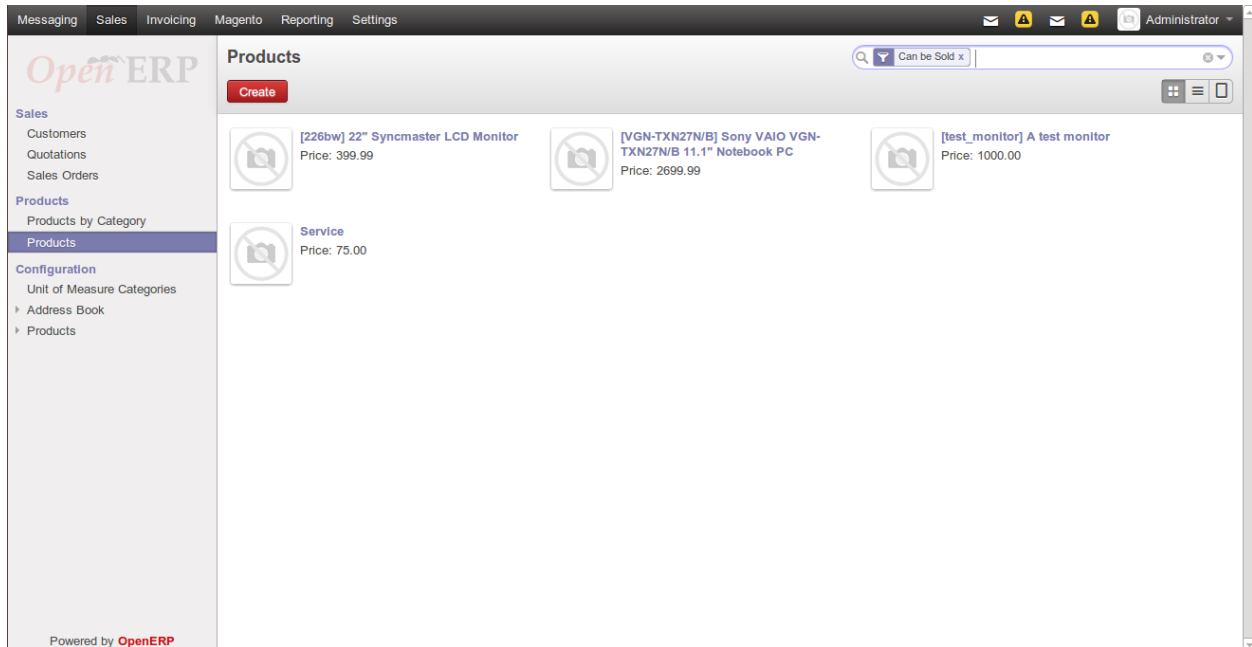 Messaging Sales Invoicing Magento Reporting Settings Administrator
Open ERP
Products
Can be Sold x
Create
Sales
Customers
Quotations
Sales Orders
Products
Products by Category
Products
Configuration
Unit of Measure Categories
Address Book
Products
[226bw] 22" Syncmaster LCD Monitor
Price: 399.99
[VGN-TXN27N/B] Sony VAIO VGN-
TXN27N/B 11.1" Notebook PC
Price: 2699.99
[test_monitor] A test monitor
Price: 1000.00
Service
Price: 75.00
Powered by OpenERP